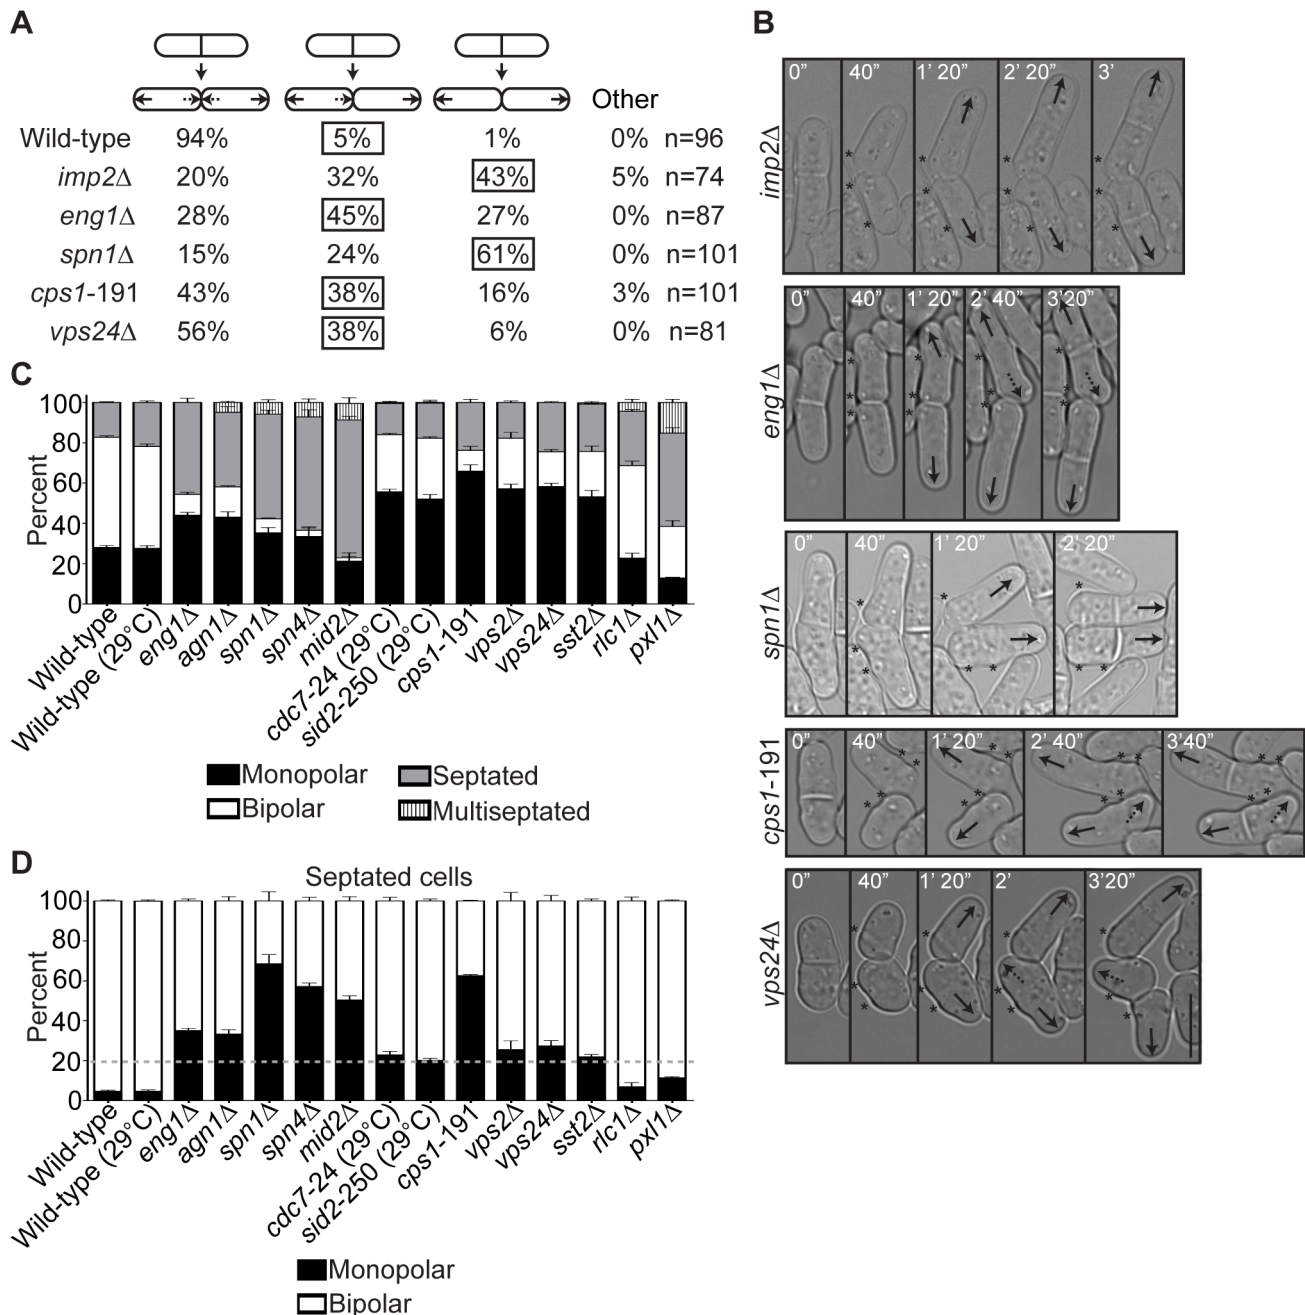 A
Other
Wild-type 94% 5% 1% 0% n=96
imp2Δ 20% 32% 43% 5% n=74
eng1Δ 28% 45% 27% 0% n=87
spn1Δ 15% 24% 61% 0% n=101
cps1-191 43% 38% 16% 3% n=101
vps24Δ 56% 38% 6% 0% n=81
B
imp2Δ
0” 40” 1’ 20” 2’ 20” 3’
* * * * * * * * * *
eng1Δ
0” 40” 1’ 20” 2’ 40” 3’20”
spn1Δ
0” 40” 1’ 20” 2’ 20”
cps1-191
0” 40” 1’ 20” 2’ 40” 3’40”
vps24Δ
0” 40” 1’ 20” 2’ 3’20”
C
Percent
100
80
60
40
20
0
Wild-type
Wild-type (29°C)
eng1Δ
agn1Δ
spn1Δ
spn4Δ
mid2Δ
cdc7-24 (29°C)
sid2-250 (29°C)
cps1-191
vps2Δ
vps24Δ
sst2Δ
rlc1Δ
pxl1Δ
Monopolar Septated
Bipolar Multiseptated
D
Septated cells
Percent
100
80
60
40
20
0
Wild-type
Wild-type (29°C)
eng1Δ
agn1Δ
spn1Δ
spn4Δ
mid2Δ
cdc7-24 (29°C)
sid2-250 (29°C)
cps1-191
vps2Δ
vps24Δ
sst2Δ
rlc1Δ
pxl1Δ
Monopolar
Bipolar